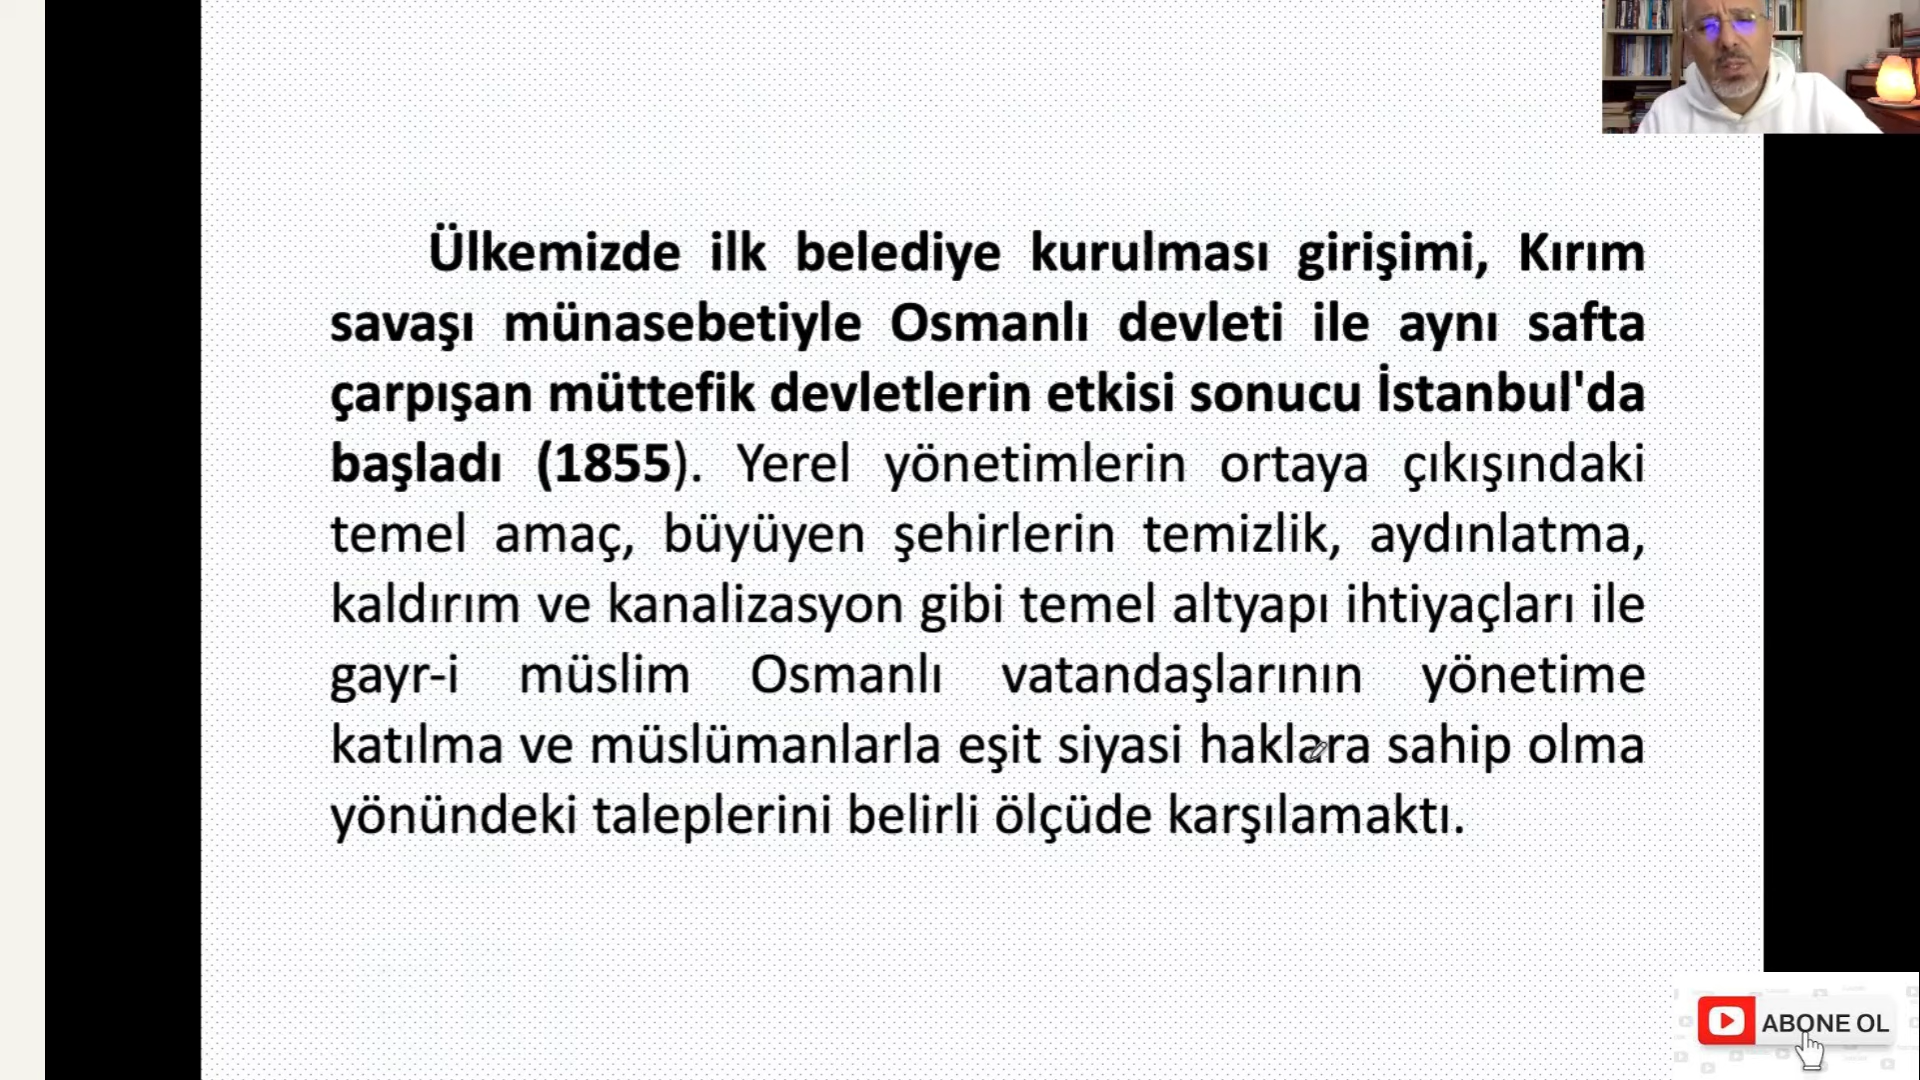 Ülkemizde ilk belediye kurulması girişimi, Kırım
savaşı münasebetiyle Osmanlı devleti ile aynı safta
çarpışan müttefik devletlerin etkisi sonucu İstanbul'da
başladı (1855). Yerel yönetimlerin ortaya çıkışındaki
temel amaç, büyüyen şehirlerin temizlik, aydınlatma,
kaldırım ve kanalizasyon gibi temel altyapı ihtiyaçları ile
gayr-i müslim Osmanlı vatandaşlarının yönetime
katılma ve müslümanlarla eşit siyasi haklara sahip olma
yönündeki taleplerini belirli ölçüde karşılamaktı.
ABONE OL